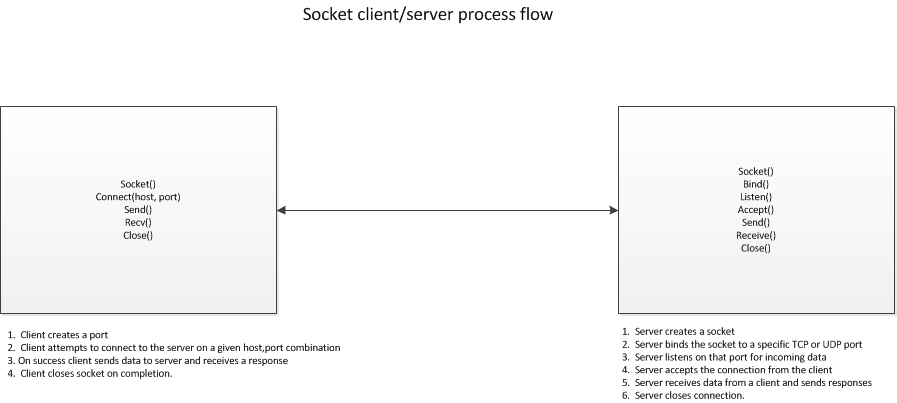 Socket client/server process flow
Socket()
Connect(host, port)
Send()
Recv()
Close()
Socket()
Bind()
Listen()
Accept()
Send()
Receive()
Close()
1. Client creates a port
2. Client attempts to connect to the server on a given host,port combination
3. On success client sends data to server and receives a response
4. Client closes socket on completion.
1. Server creates a socket
2. Server binds the socket to a specific TCP or UDP port
3. Server listens on that port for incoming data
4. Server accepts the connection from the client
5. Server receives data from a client and sends responses
6. Server closes connection.